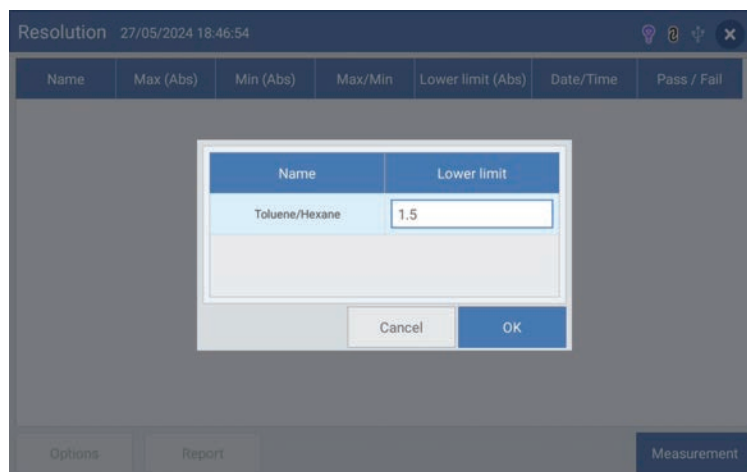 Resolution 27/05/2024 18:46:54
Name Max (Abs) Min (Abs) Max/Min Lower limit (Abs) Date/Time Pass / Fail
Name Lower limit
Toluene/Hexane 1.5
Cancel OK
Options Report Measurement